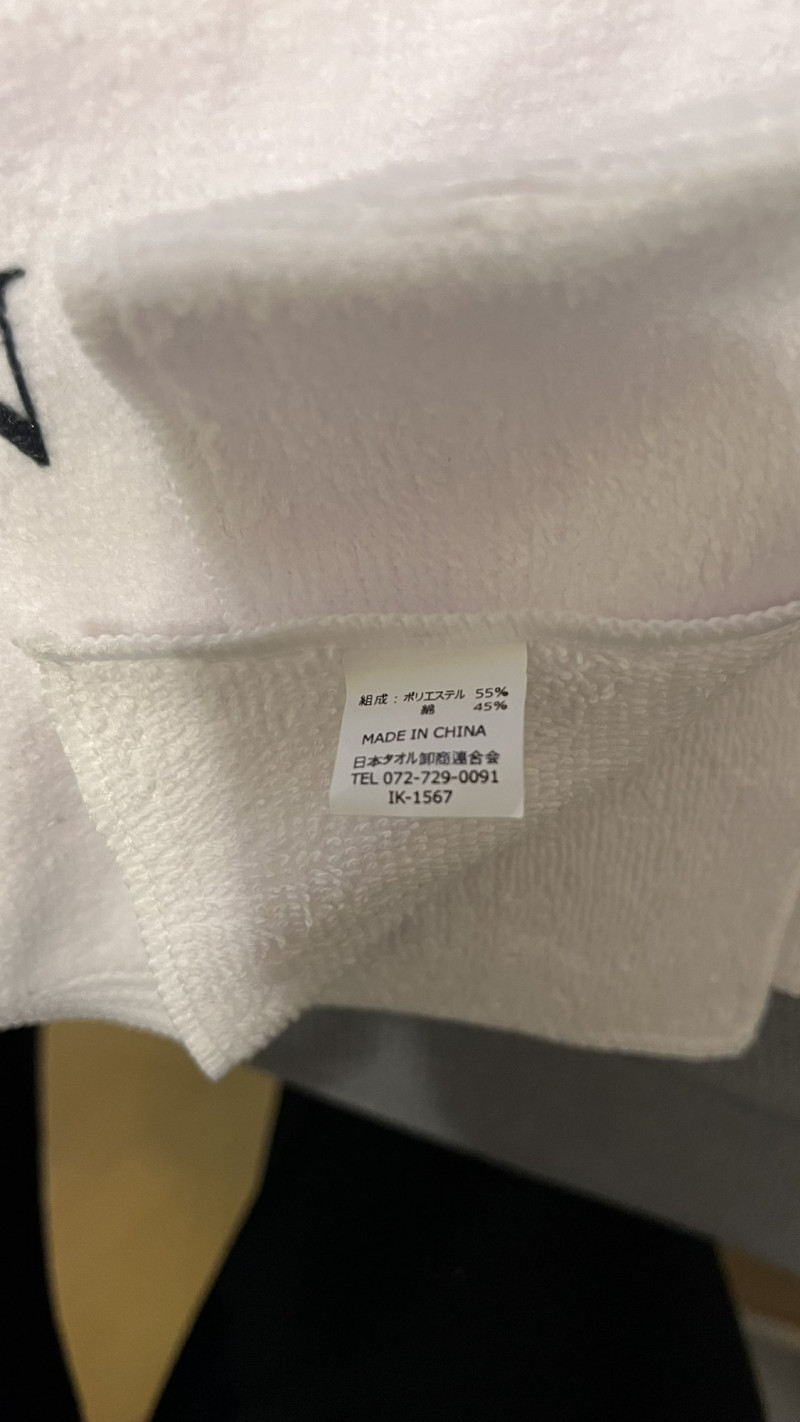 組成：ポリエステル 55%
綿 45%
MADE IN CHINA
日本タオル卸商連合会
TEL 072-729-0091
IK-1567